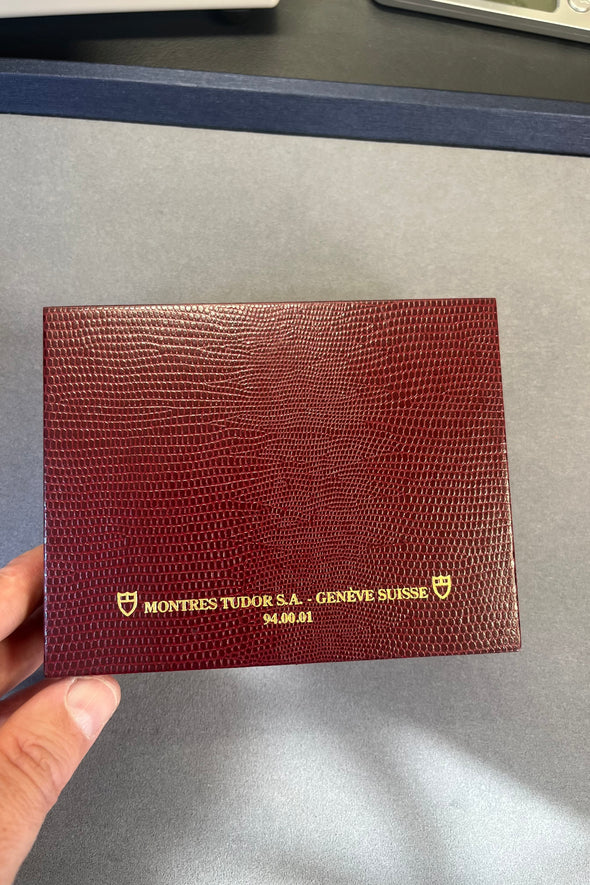 MONTRES TUDOR S.A. - GENÈVE SUISSE
94.00.01